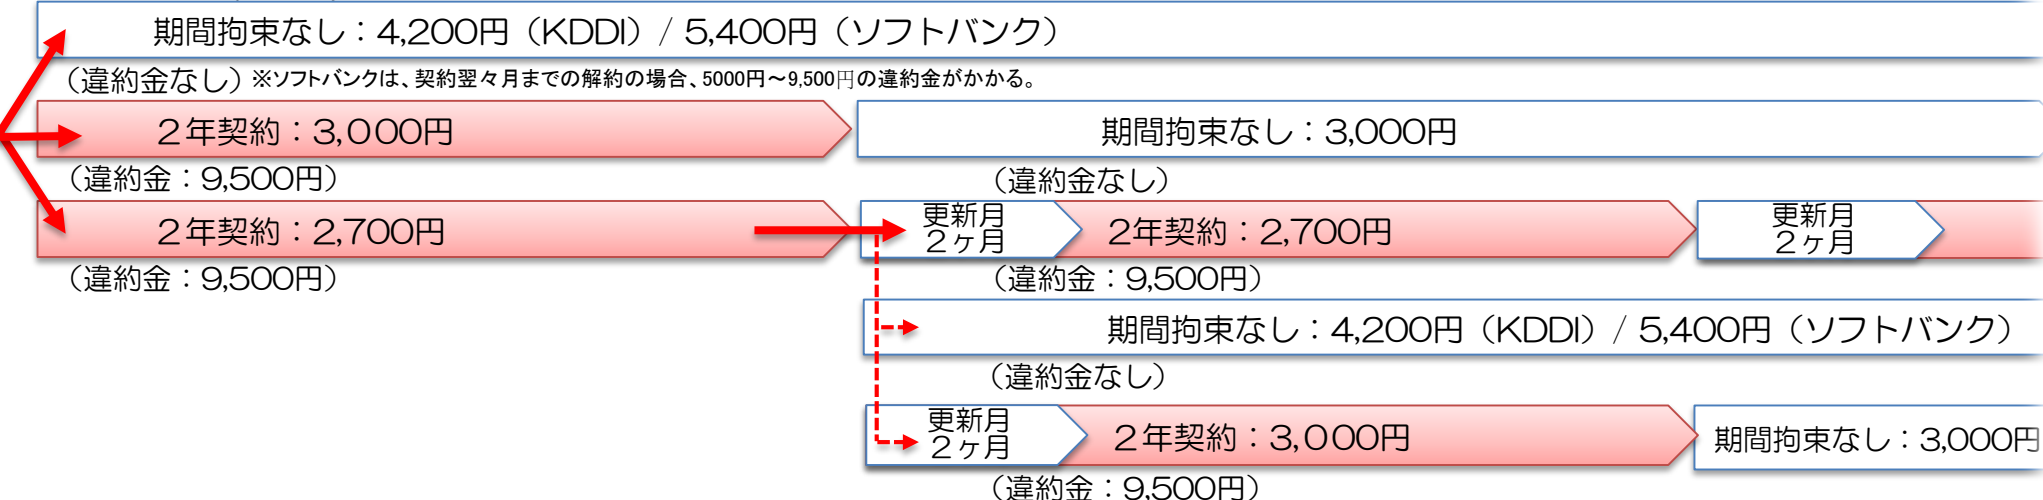 期間拘束なし：4,200円（KDDI）/ 5,400円（ソフトバンク）
（違約金なし）※ソフトバンクは、契約翌々月までの解約の場合、5000円～9,500円の違約金がかかる。
２年契約：３,０００円
期間拘束なし：3,000円
（違約金：9,500円）
（違約金なし）
２年契約：2,700円
更新月
２ヶ月
２年契約：2,700円
更新月
２ヶ月
（違約金：9,500円）
（違約金：9,500円）
期間拘束なし：4,200円（KDDI）/ 5,400円（ソフトバンク）
（違約金なし）
更新月
２ヶ月
２年契約：３,０００円
期間拘束なし：3,000円
（違約金：9,500円）